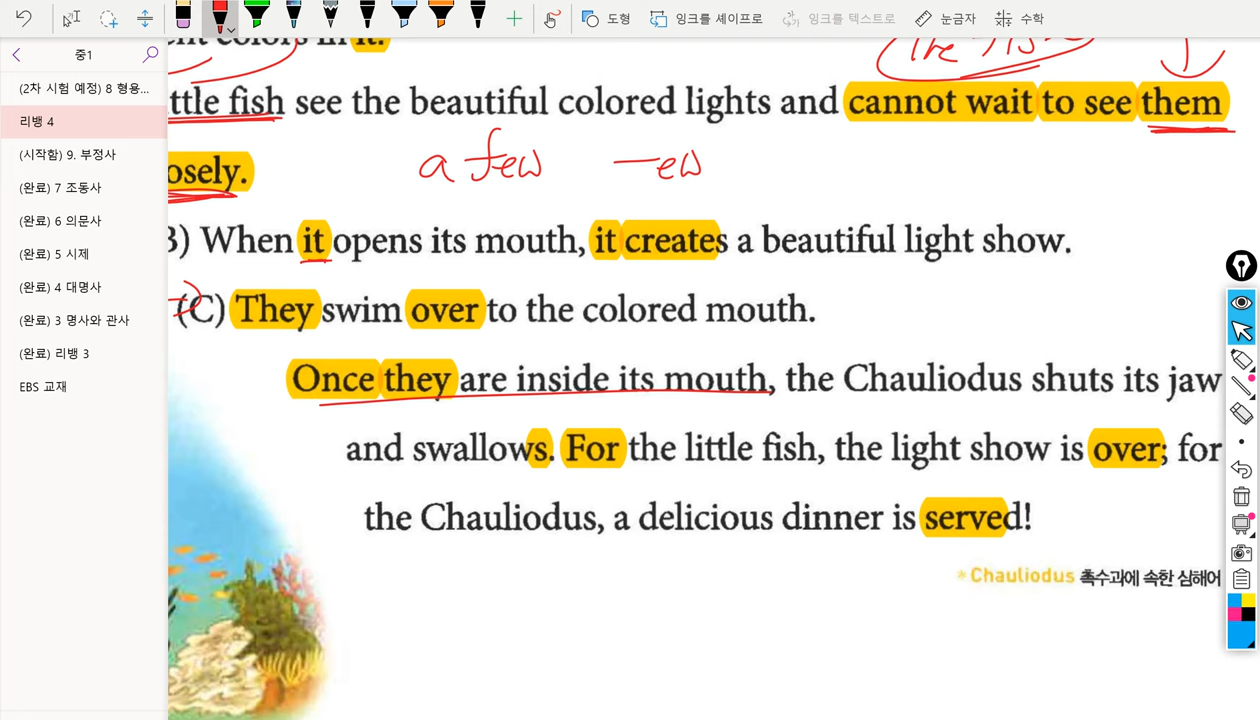 도형
잉크를 셰이프로
잉크를 텍스트로
눈금자
수학
중1
(2차 시험 예정) 8 형용...
리뱅 4
(시작함) 9. 부정사
(완료) 7 조동사
(완료) 6 의문사
(완료) 5 시제
(완료) 4 대명사
(완료) 3 명사와 관사
(완료) 리뱅 3
EBS 교재
ent colors in it.
ttle fish see the beautiful colored lights and cannot wait to see them
osely.
a few
ew
B) When it opens its mouth, it creates a beautiful light show.
(C) They swim over to the colored mouth.
Once they are inside its mouth, the Chauliodus shuts its jaw
and swallows. For the little fish, the light show is over; for
the Chauliodus, a delicious dinner is served!
* Chauliodus 촉수과에 속한 심해어